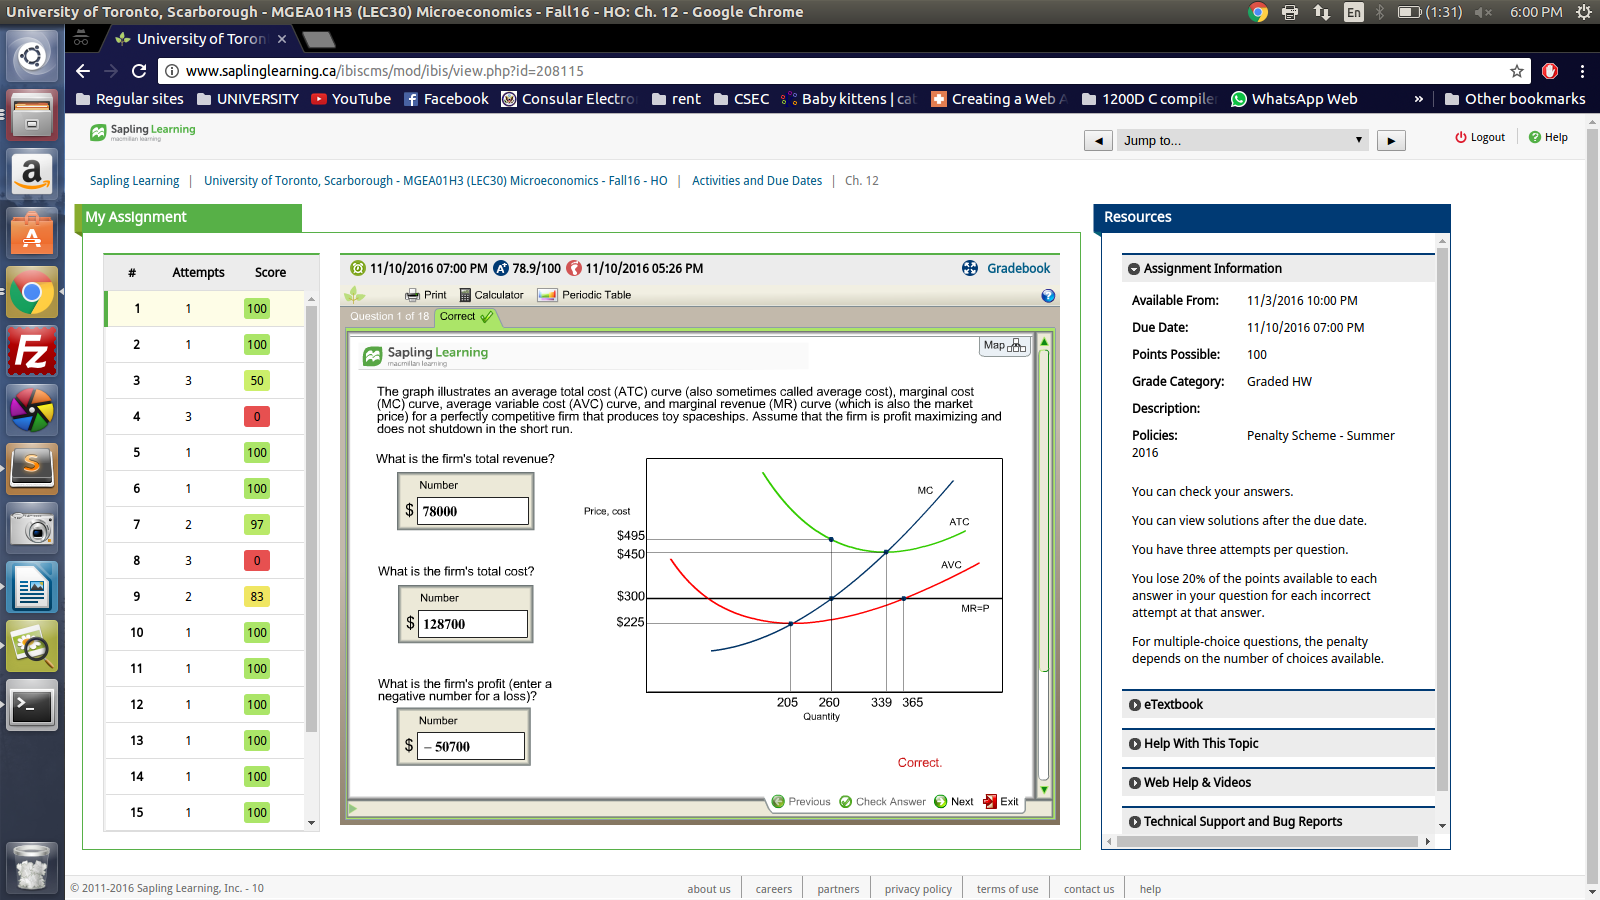 University of Toronto, Scarborough - MGEA01H3 (LEC30) Microeconomics - Fall16 - HO: Ch. 12 - Google Chrome
En (1:31) 6:00 PM
University of Toron ×
www.saplinglearning.ca/ibiscms/mod/ibis/view.php?id=208115
Regular sites UNIVERSITY YouTube Facebook Consular Electro rent CSEC Baby kittens | cat Creating a Web A 1200D C compile WhatsApp Web » Other bookmarks
Sapling Learning
macmillan learning
Jump to...
Logout Help
Sapling Learning | University of Toronto, Scarborough - MGEA01H3 (LEC30) Microeconomics - Fall16 - HO | Activities and Due Dates | Ch. 12
My Assignment
# Attempts Score
1 1 100
2 1 100
3 3 50
4 3 0
5 1 100
6 1 100
7 2 97
8 3 0
9 2 83
10 1 100
11 1 100
12 1 100
13 1 100
14 1 100
15 1 100
11/10/2016 07:00 PM A+ 78.9/100 11/10/2016 05:26 PM Gradebook
Print Calculator Periodic Table ?
Question 1 of 18 Correct
Sapling Learning
macmillan learning
Map
The graph illustrates an average total cost (ATC) curve (also sometimes called average cost), marginal cost
(MC) curve, average variable cost (AVC) curve, and marginal revenue (MR) curve (which is also the market
price) for a perfectly competitive firm that produces toy spaceships. Assume that the firm is profit maximizing and
does not shutdown in the short run.
What is the firm's total revenue?
Number
$ 78000
What is the firm's total cost?
Number
$ 128700
What is the firm's profit (enter a
negative number for a loss)?
Number
$ – 50700
Price, cost
MC
ATC
AVC
MR=P
$495
$450
$300
$225
205 260 339 365
Quantity
Correct.
Previous Check Answer Next Exit
Resources
Assignment Information
Available From: 11/3/2016 10:00 PM
Due Date: 11/10/2016 07:00 PM
Points Possible: 100
Grade Category: Graded HW
Description:
Policies: Penalty Scheme - Summer
2016
You can check your answers.
You can view solutions after the due date.
You have three attempts per question.
You lose 20% of the points available to each
answer in your question for each incorrect
attempt at that answer.
For multiple-choice questions, the penalty
depends on the number of choices available.
eTextbook
Help With This Topic
Web Help & Videos
Technical Support and Bug Reports
© 2011-2016 Sapling Learning, Inc. - 10
about us careers partners privacy policy terms of use contact us help